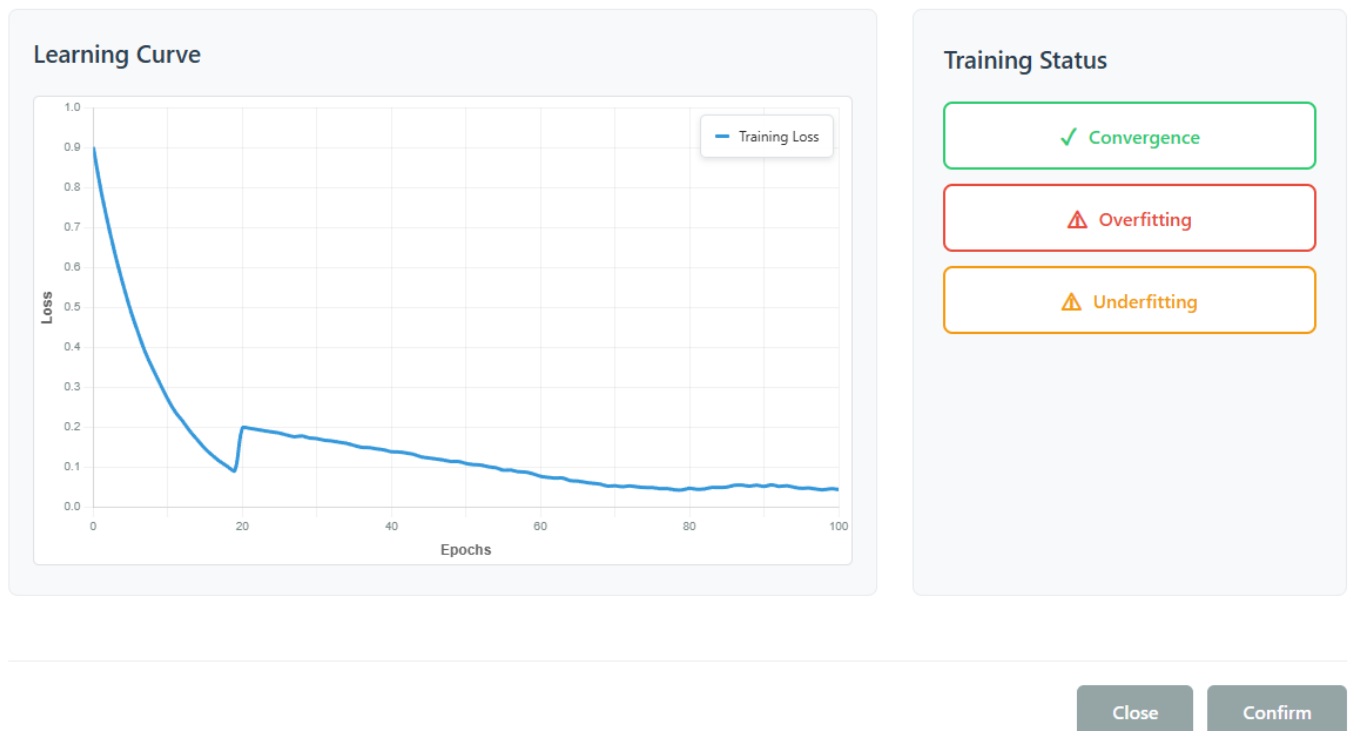 Learning Curve
1.0
0.9
0.8
0.7
0.6
0.5
0.4
0.3
0.2
0.1
0.0
Loss
0
20
40
60
80
100
Epochs
Training Loss
Training Status
✓ Convergence
⚠ Overfitting
⚠ Underfitting
Close
Confirm